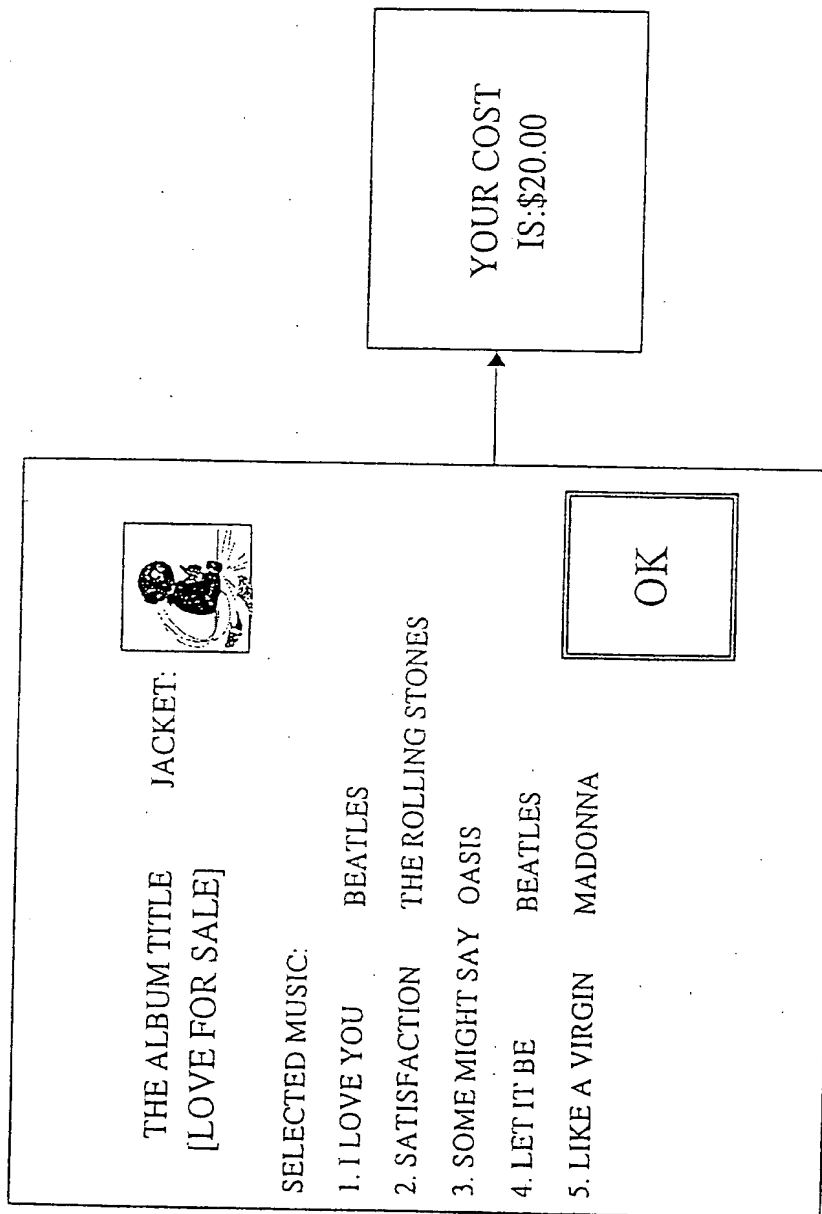 THE ALBUM TITLE JACKET:
[LOVE FOR SALE]
SELECTED MUSIC:
1. I LOVE YOU BEATLES
2. SATISFACTION THE ROLLING STONES
3. SOME MIGHT SAY OASIS
4. LET IT BE BEATLES
5. LIKE A VIRGIN MADONNA
OK
YOUR COST
IS:$20.00